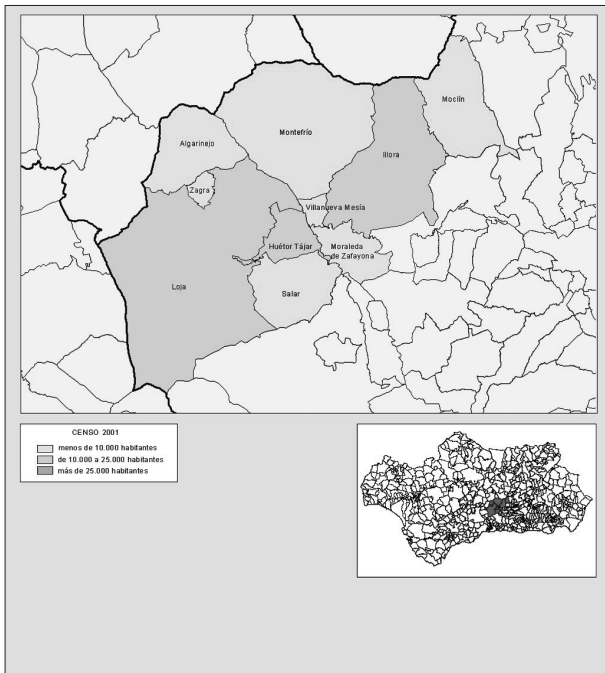 Moclín
Montefrío
Algarinejo
Illora
Zagra
Villanueva Mesía
Huétor Tájar
Moraleda
de Zafayona
Loja
Salar
CENSO 2001
menos de 10.000 habitantes
de 10.000 a 25.000 habitantes
más de 25.000 habitantes